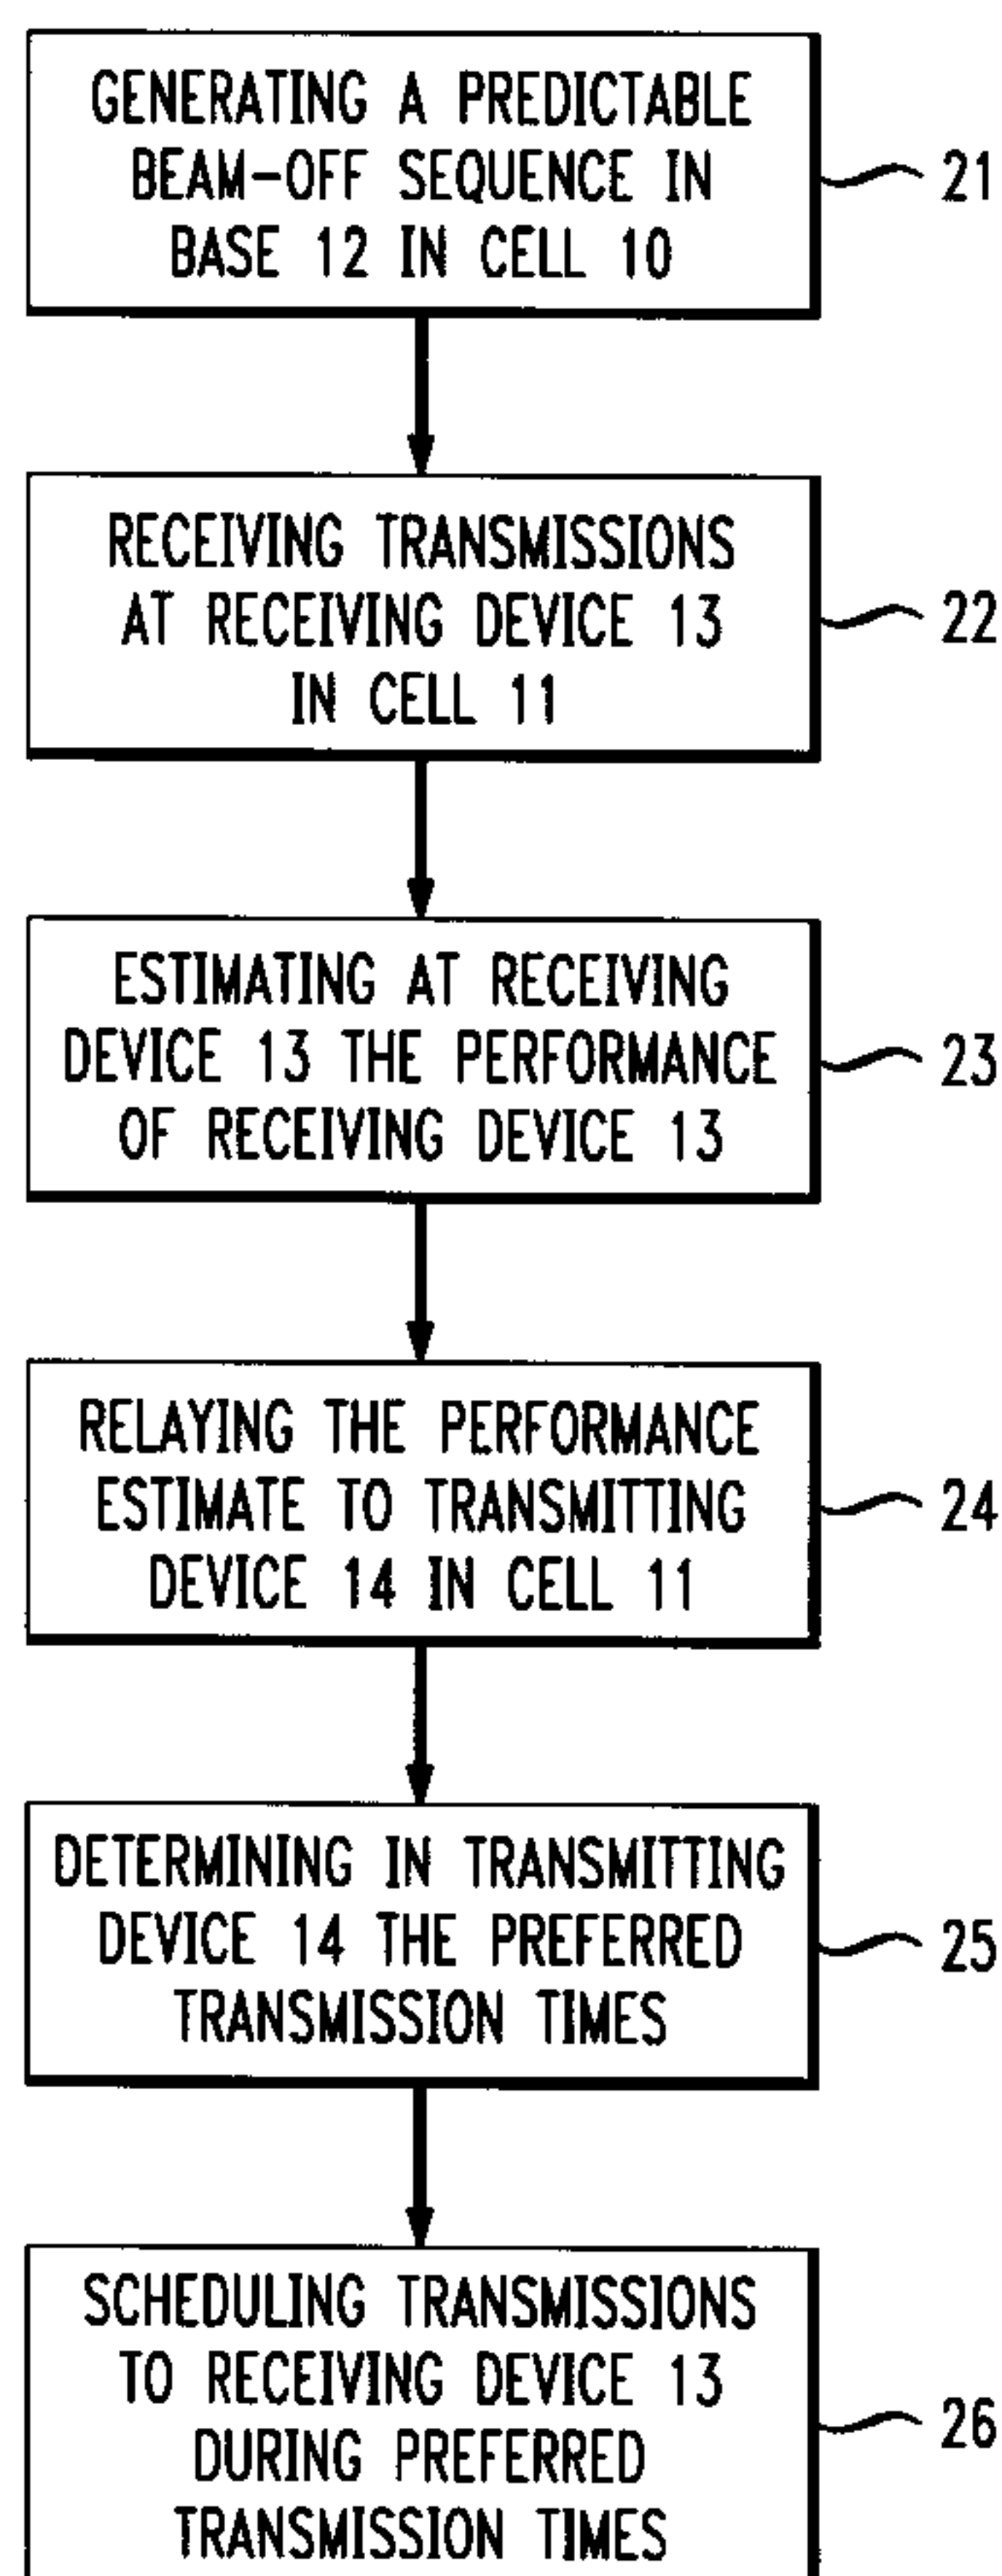 GENERATING A PREDICTABLE
BEAM-OFF SEQUENCE IN
BASE 12 IN CELL 10
21
RECEIVING TRANSMISSIONS
AT RECEIVING DEVICE 13
IN CELL 11
22
ESTIMATING AT RECEIVING
DEVICE 13 THE PERFORMANCE
OF RECEIVING DEVICE 13
23
RELAYING THE PERFORMANCE
ESTIMATE TO TRANSMITTING
DEVICE 14 IN CELL 11
24
DETERMINING IN TRANSMITTING
DEVICE 14 THE PREFERRED
TRANSMISSION TIMES
25
SCHEDULING TRANSMISSIONS
TO RECEIVING DEVICE 13
DURING PREFERRED
TRANSMISSION TIMES
26